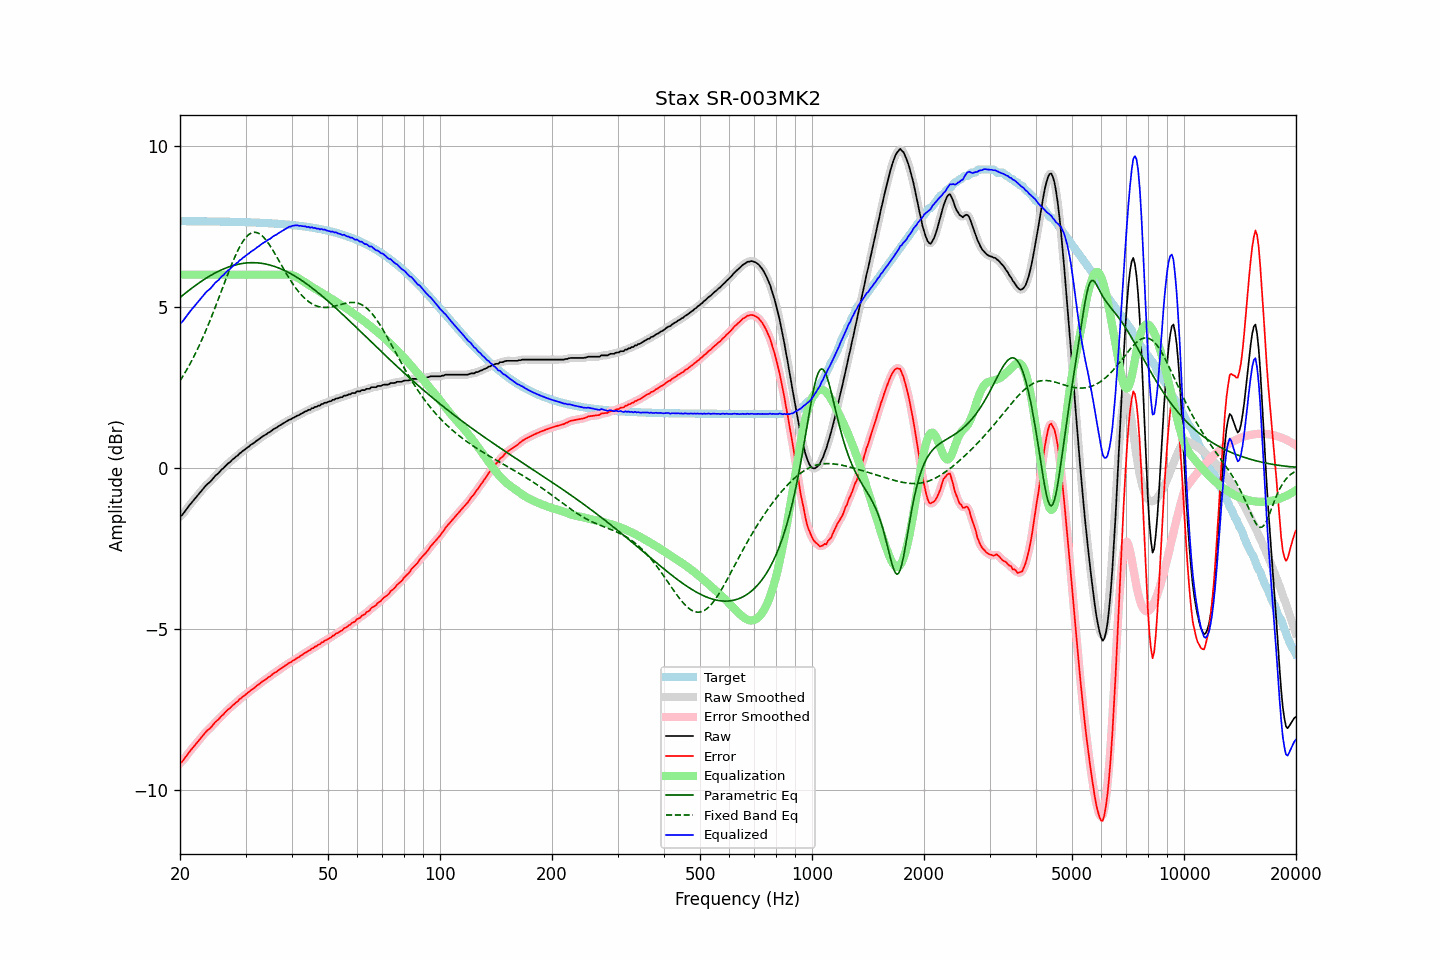 Stax SR-003MK2
Amplitude (dBr)
10
5
0
−5
−10
Target
Raw Smoothed
Error Smoothed
Raw
Error
Equalization
Parametric Eq
Fixed Band Eq
Equalized
20 50 100 200 500 1000 2000 5000 10000 20000
Frequency (Hz)